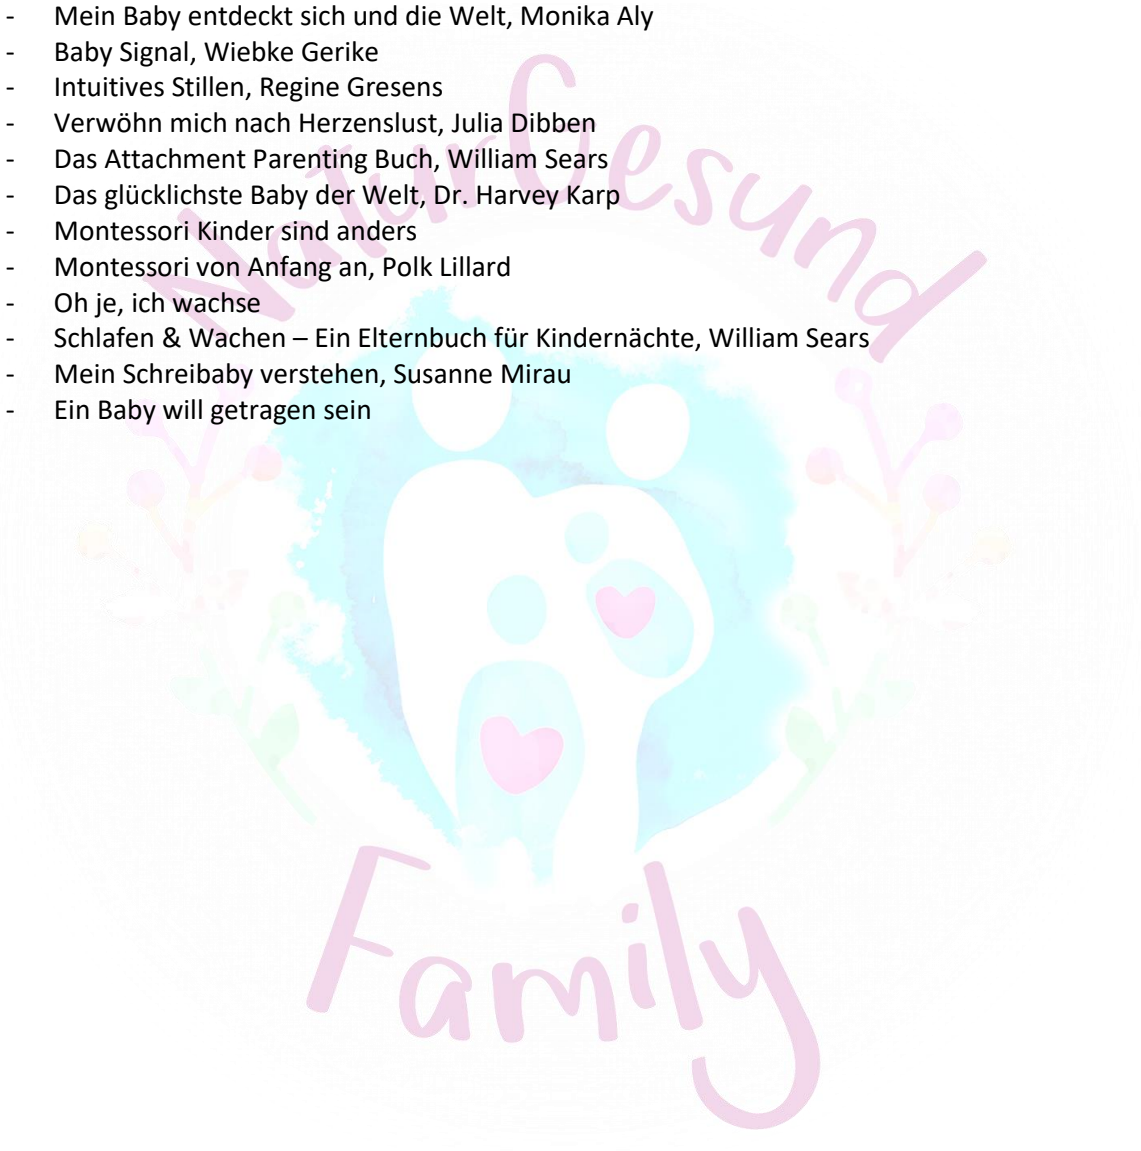 - Mein Baby entdeckt sich und die Welt, Monika Aly
- Baby Signal, Wiebke Gerike
- Intuitives Stillen, Regine Gresens
- Verwöhn mich nach Herzenslust, Julia Dibben
- Das Attachment Parenting Buch, William Sears
- Das glücklichste Baby der Welt, Dr. Harvey Karp
- Montessori Kinder sind anders
- Montessori von Anfang an, Polk Lillard
- Oh je, ich wachse
- Schlafen & Wachen – Ein Elternbuch für Kindernächte, William Sears
- Mein Schreibaby verstehen, Susanne Mirau
- Ein Baby will getragen sein
NaturGesund
Family